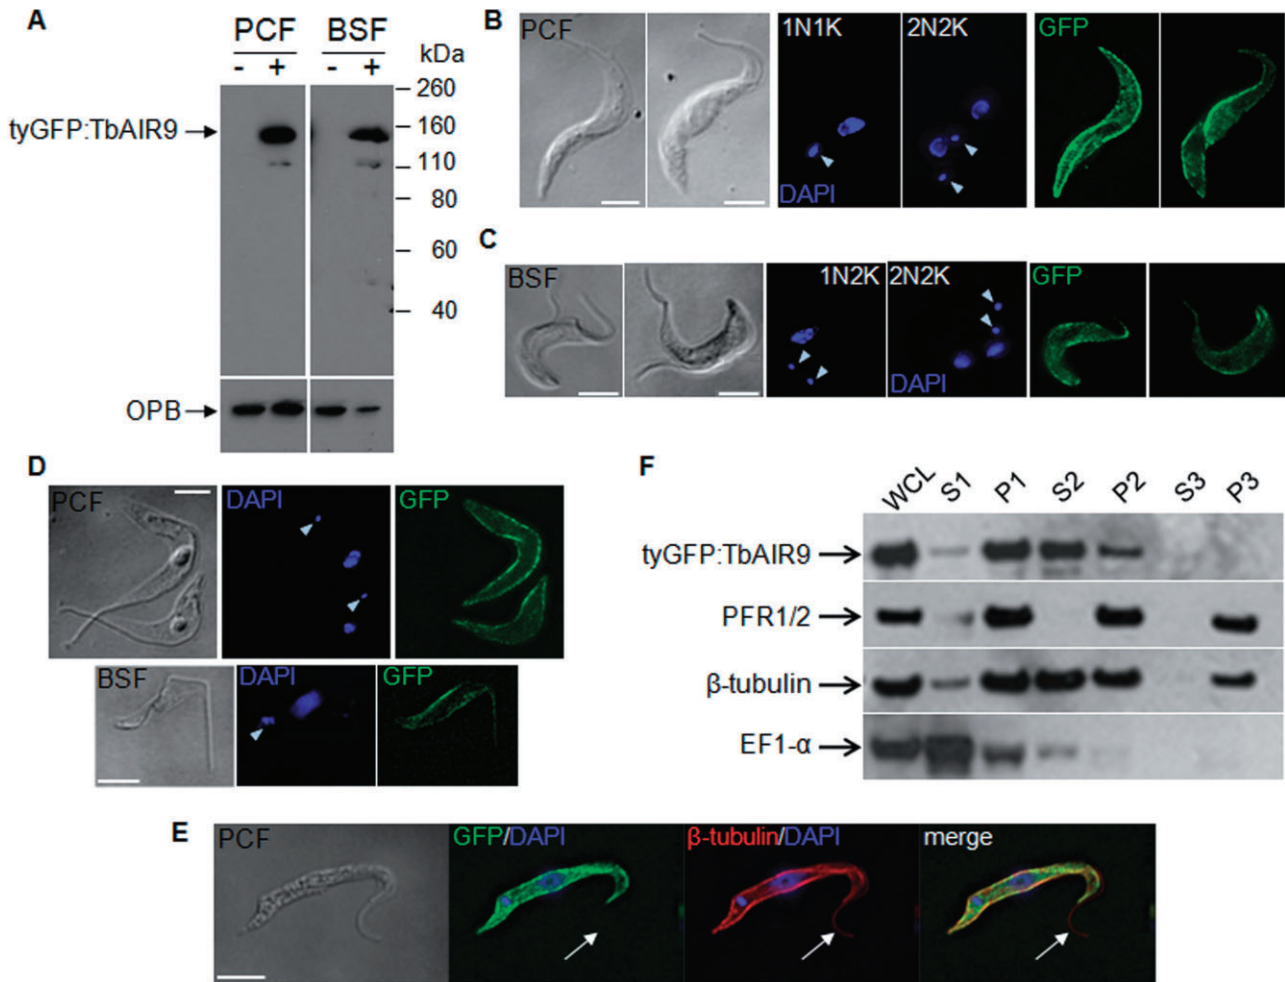 A
PCF BSF
- + - +
kDa
260
160
110
80
60
40
tyGFP:TbAIR9
OPB
B
PCF
1N1K
2N2K
GFP
DAPI
C
BSF
1N2K
2N2K
GFP
DAPI
D
PCF
DAPI
GFP
BSF
DAPI
GFP
F
WCL S1 P1 S2 P2 S3 P3
tyGFP:TbAIR9
PFR1/2
β-tubulin
EF1-α
E
PCF
GFP/DAPI
β-tubulin/DAPI
merge